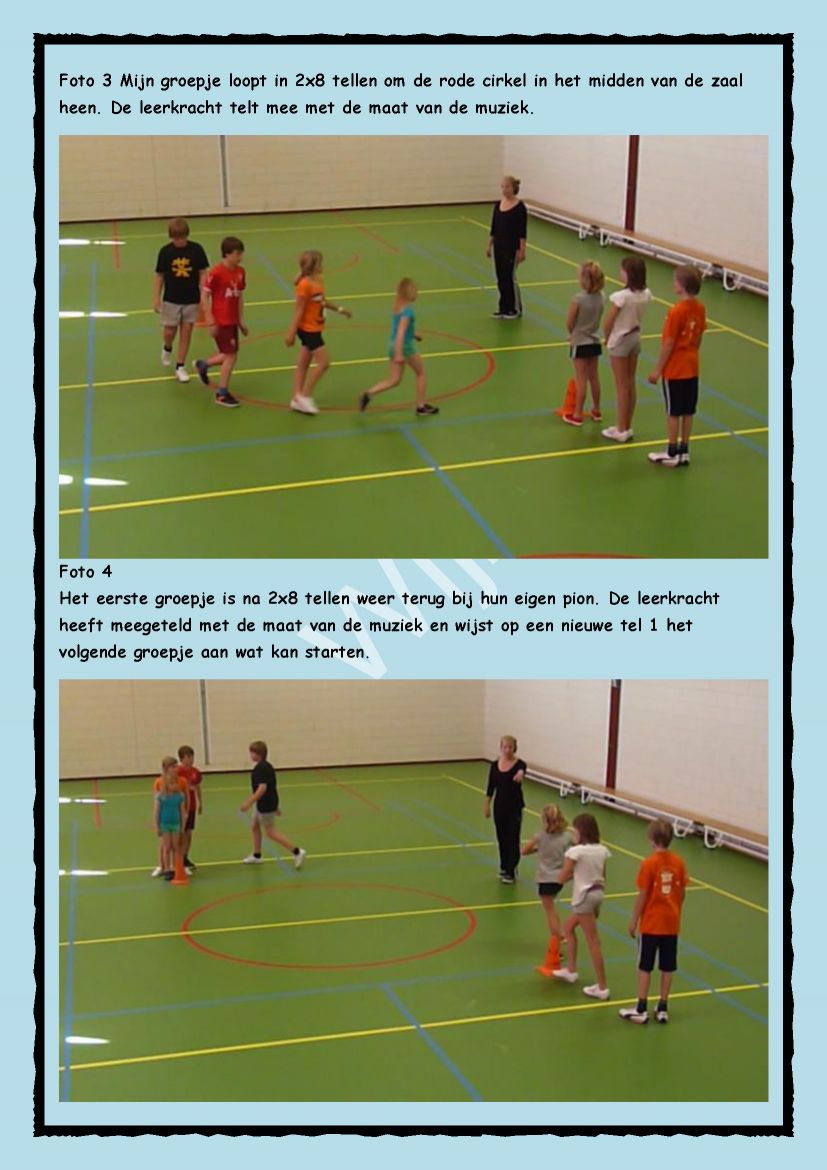 Foto 3 Mijn groepje loopt in 2x8 tellen om de rode cirkel in het midden van de zaal
heen. De leerkracht telt mee met de maat van de muziek.
Foto 4
Het eerste groepje is na 2x8 tellen weer terug bij hun eigen pion. De leerkracht
heeft meegeteld met de maat van de muziek en wijst op een nieuwe tel 1 het
volgende groepje aan wat kan starten.